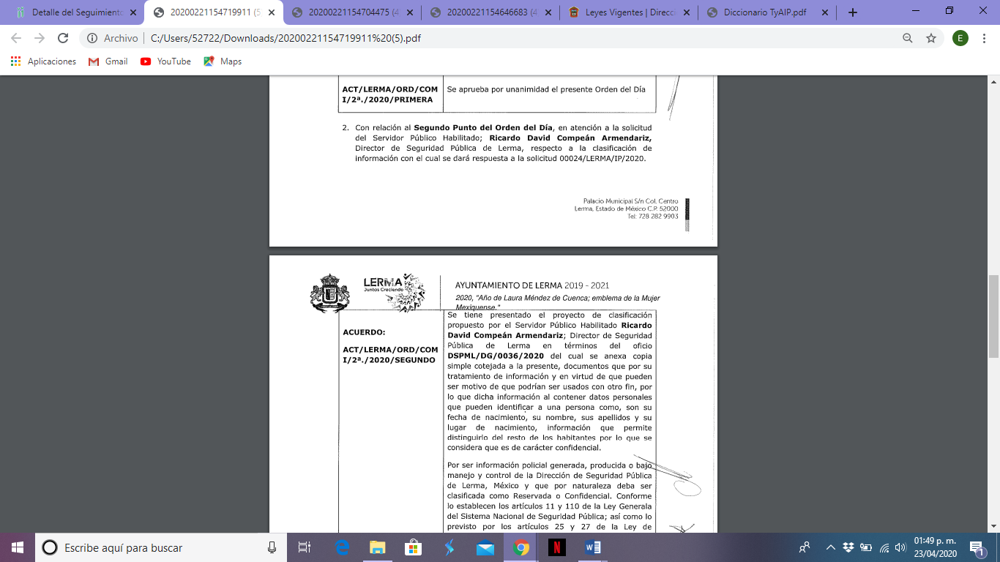 Detalle del Seguimiento
20200221154719911 (5
20200221154704475 (4
20200221154646683 (4
Leyes Vigentes | Direcci
Diccionario TyAIP.pdf
Archivo
C:/Users/52722/Downloads/20200221154719911%20(5).pdf
E
Aplicaciones
Gmail
YouTube
Maps
ACT/LERMA/ORD/COM
I/2ª./2020/PRIMERA
Se aprueba por unanimidad el presente Orden del Día
2. Con relación al Segundo Punto del Orden del Día, en atención a la solicitud
del Servidor Público Habilitado; Ricardo David Compeán Armendariz,
Director de Seguridad Pública de Lerma, respecto a la clasificación de
información con el cual se dará respuesta a la solicitud 00024/LERMA/IP/2020.
Palacio Municipal S/n Col. Centro
Lerma, Estado de México C.P. 52000
Tel: 728 282 9903
LERMA
Juntos Creciendo
AYUNTAMIENTO DE LERMA 2019 - 2021
2020, "Año de Laura Méndez de Cuenca; emblema de la Mujer
Mexiquense."
ACUERDO:
ACT/LERMA/ORD/COM
I/2ª./2020/SEGUNDO
Se tiene presentado el proyecto de clasificación
propuesto por el Servidor Público Habilitado Ricardo
David Compeán Armendariz; Director de Seguridad
Pública de Lerma en términos del oficio
DSPML/DG/0036/2020 del cual se anexa copia
simple cotejada a la presente, documentos que por su
tratamiento de información y en virtud de que pueden
ser motivo de que podrían ser usados con otro fin, por
lo que dicha información al contener datos personales
que pueden identificar a una persona como, son su
fecha de nacimiento, su nombre, sus apellidos y su
lugar de nacimiento, información que permite
distinguirlo del resto de los habitantes por lo que se
considera que es de carácter confidencial.
Por ser información policial generada, producida o bajo
manejo y control de la Dirección de Seguridad Pública
de Lerma, México y que por naturaleza deba ser
clasificada como Reservada o Confidencial. Conforme
lo establecen los artículos 11 y 110 de la Ley Generala
del Sistema Nacional de Seguridad Pública; así como lo
previsto por los artículos 25 y 27 de la Ley de
Escribe aquí para buscar
01:49 p. m.
23/04/2020
1